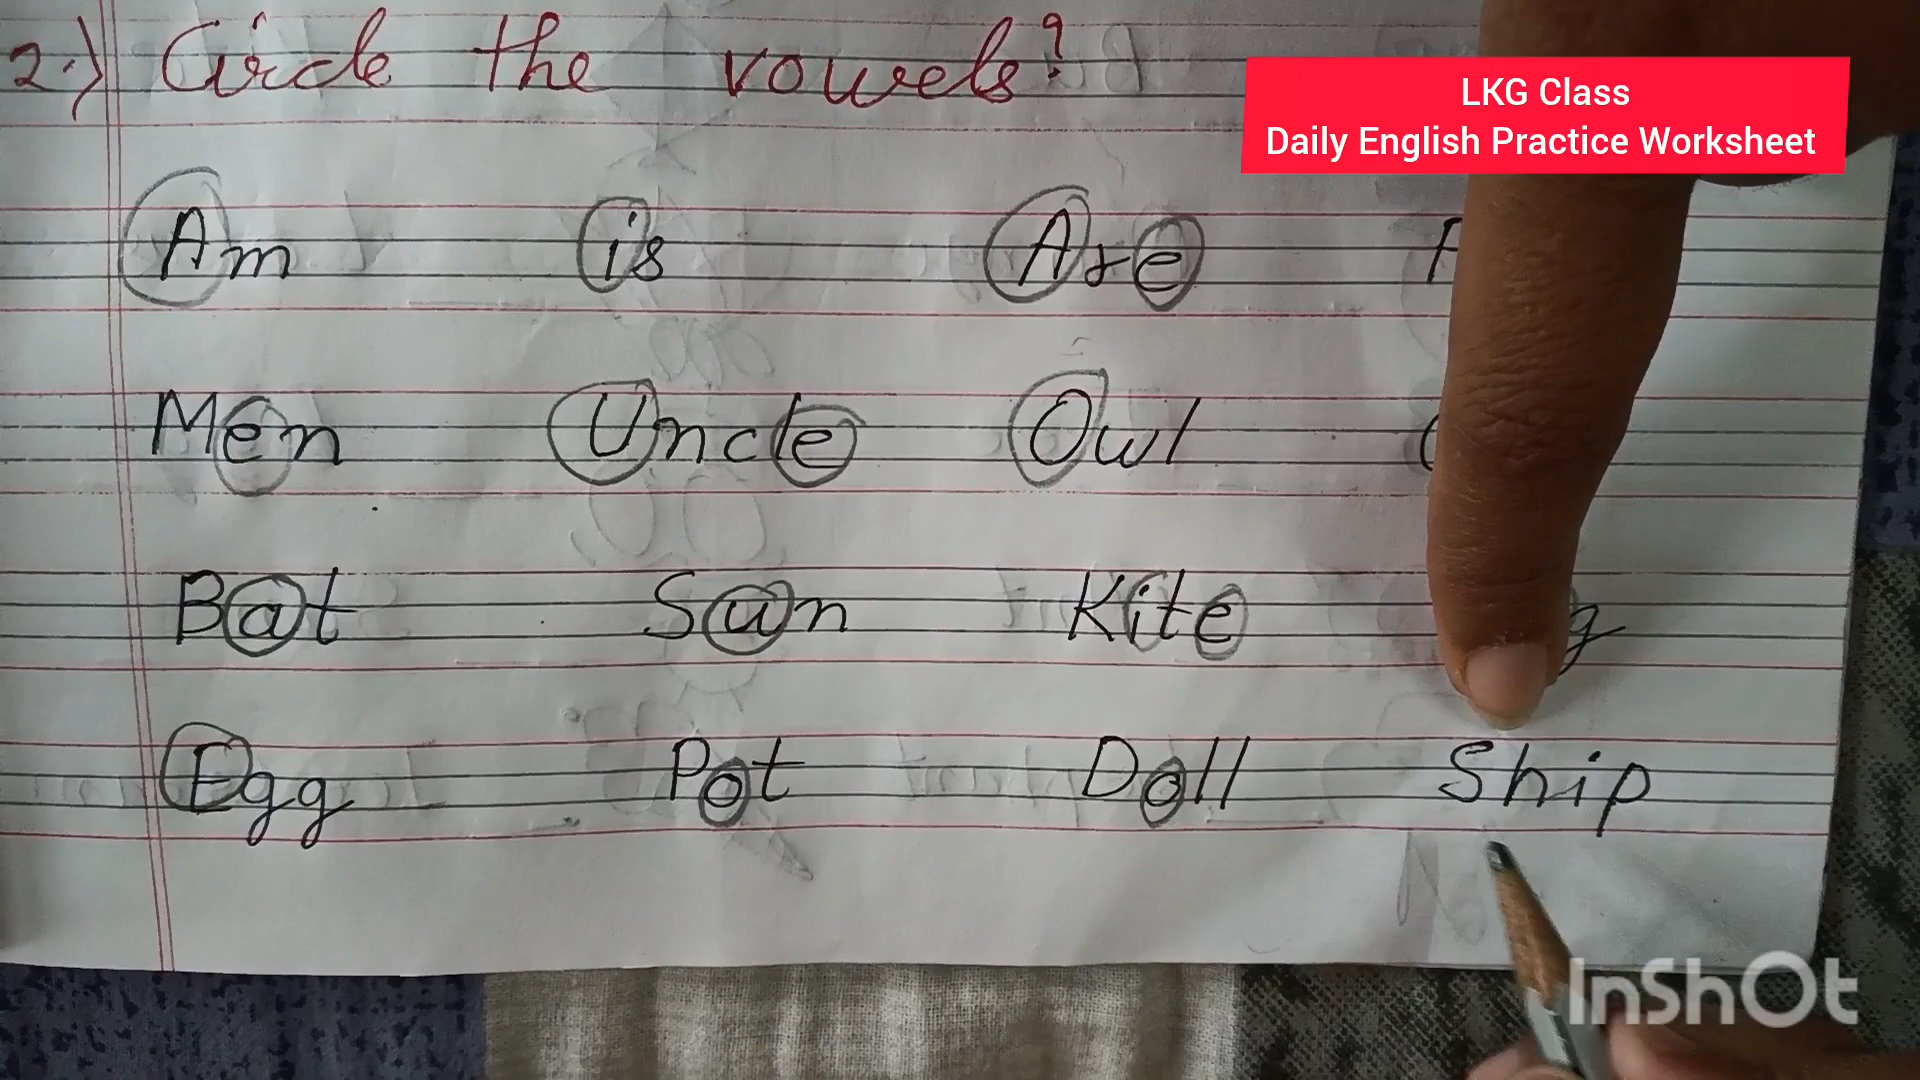 2.) Circle the vowels?
LKG Class
Daily English Practice Worksheet
Am is Are
Men Uncle Owl
Bat Sun Kite
Egg Pot Doll Ship
InShOt